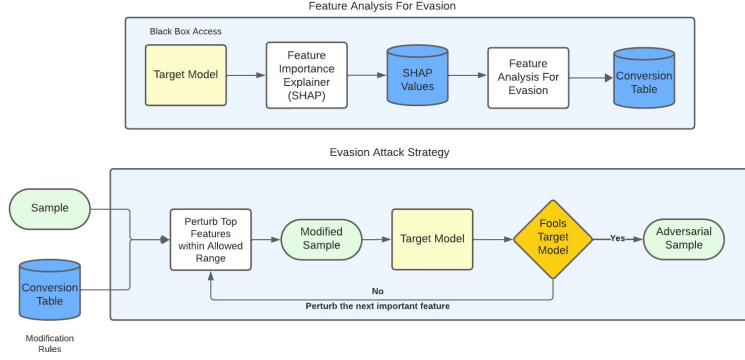 Feature Analysis For Evasion
Black Box Access
Target Model
Feature
Importance
Explainer
(SHAP)
SHAP
Values
Feature
Analysis For
Evasion
Conversion
Table
Evasion Attack Strategy
Sample
Conversion
Table
Modification
Rules
Perturb Top
Features
within Allowed
Range
Modified
Sample
Target Model
Fools
Target
Model
Yes
Adversarial
Sample
No
Perturb the next important feature